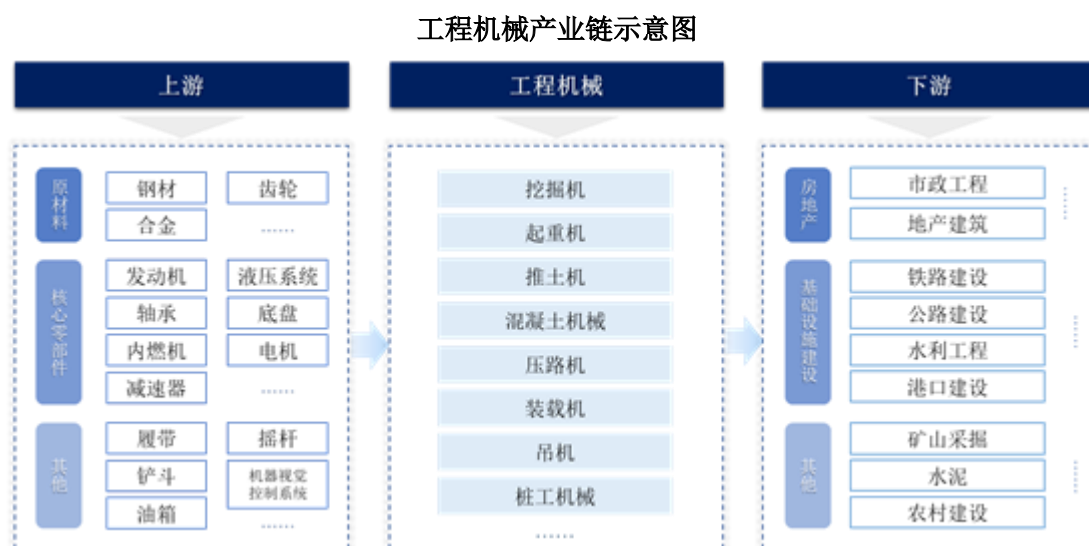 工程机械产业链示意图
上游
原材料
钢材
齿轮
合金
……
核心零部件
发动机
液压系统
轴承
底盘
内燃机
电机
减速器
……
其他
履带
摇杆
铲斗
机器视觉
控制系统
油箱
……
工程机械
挖掘机
起重机
推土机
混凝土机械
压路机
装载机
吊机
桩工机械
……
下游
房地产
市政工程
地产建筑
……
基础设施建设
铁路建设
公路建设
水利工程
港口建设
……
其他
矿山采掘
水泥
农村建设
……